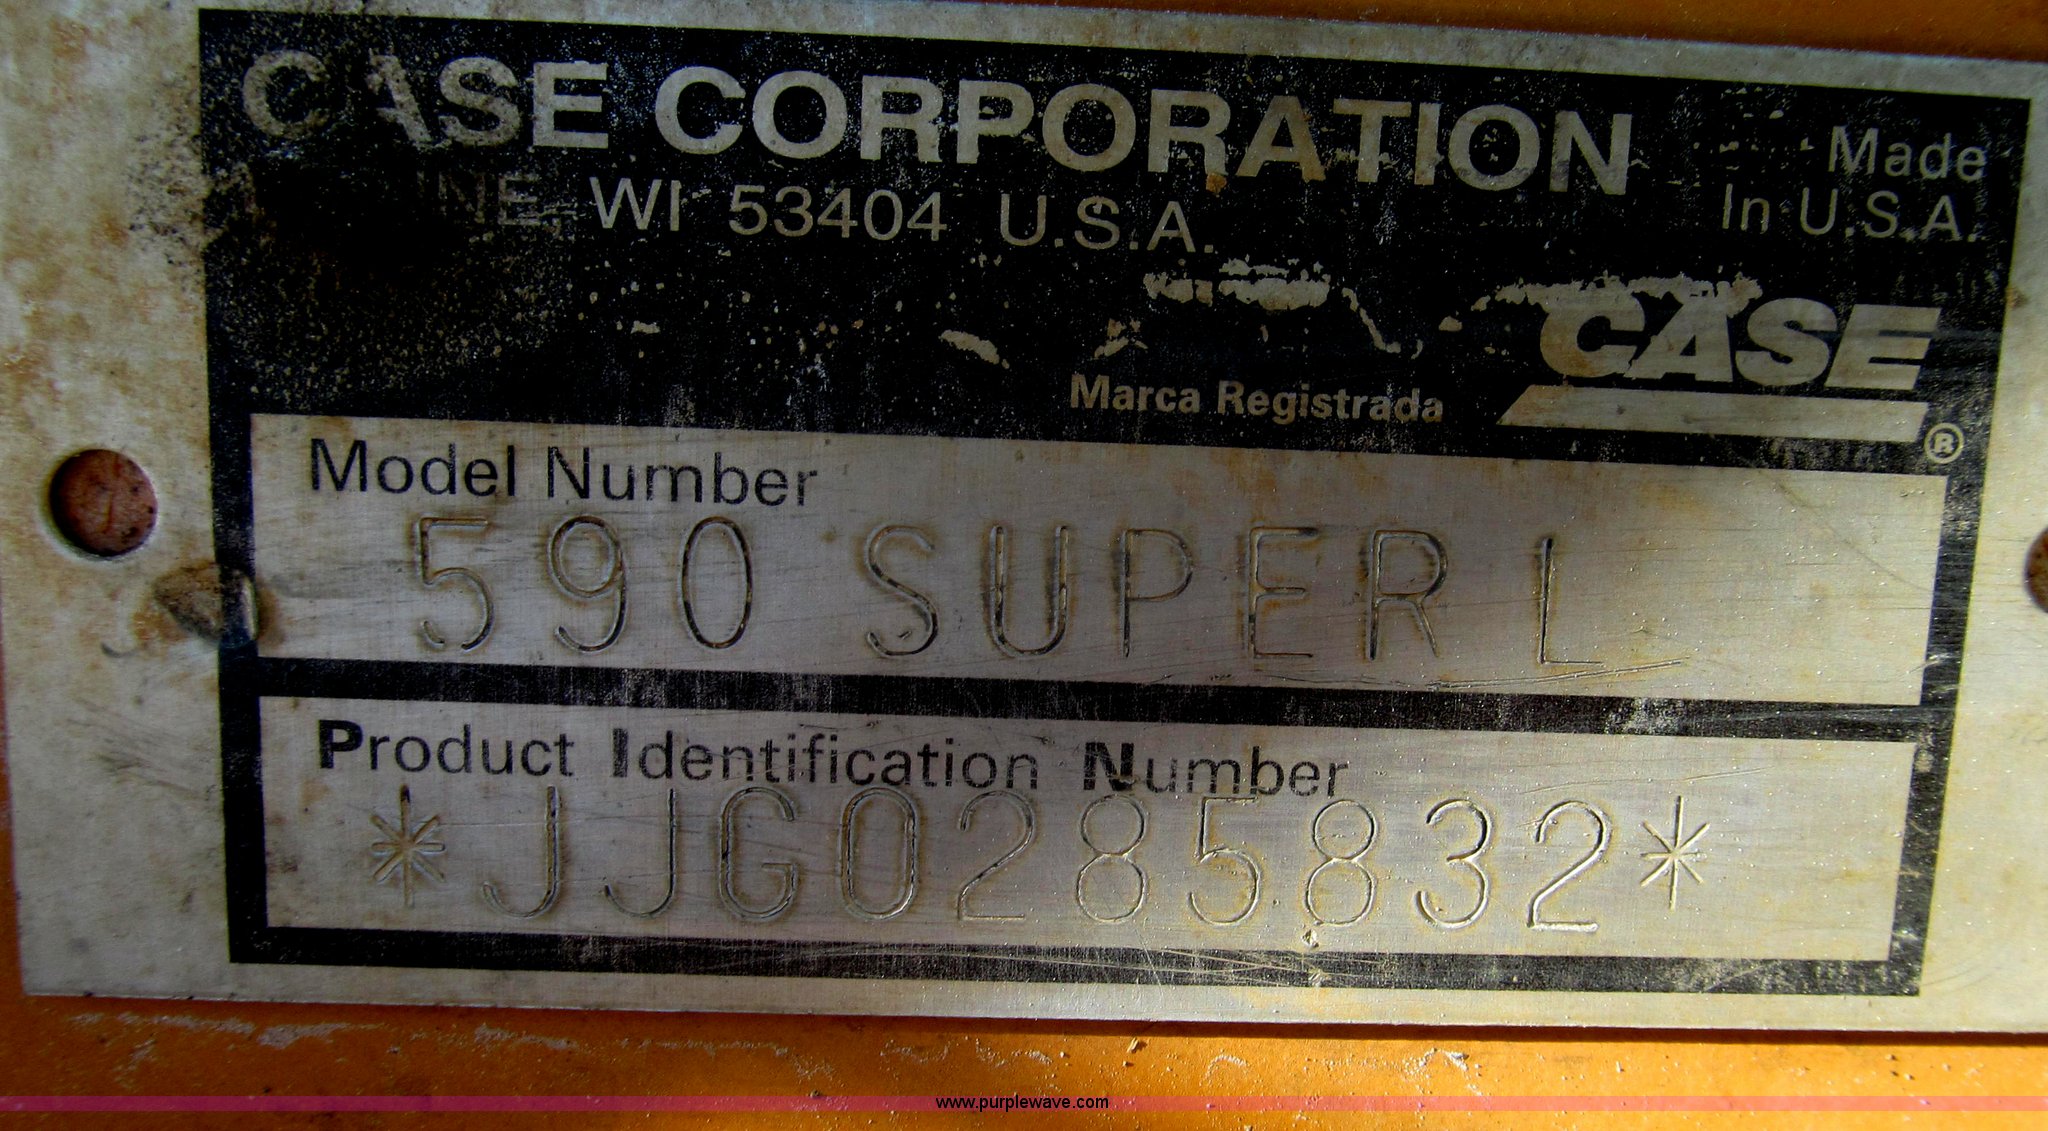 CASE CORPORATION
WI 53404 U.S.A.
Made
In U.S.A.
CASE
Marca Registrada
®
Model Number
590 SUPER L
Product Identification Number
*JJG0285832*
www.purplewave.com